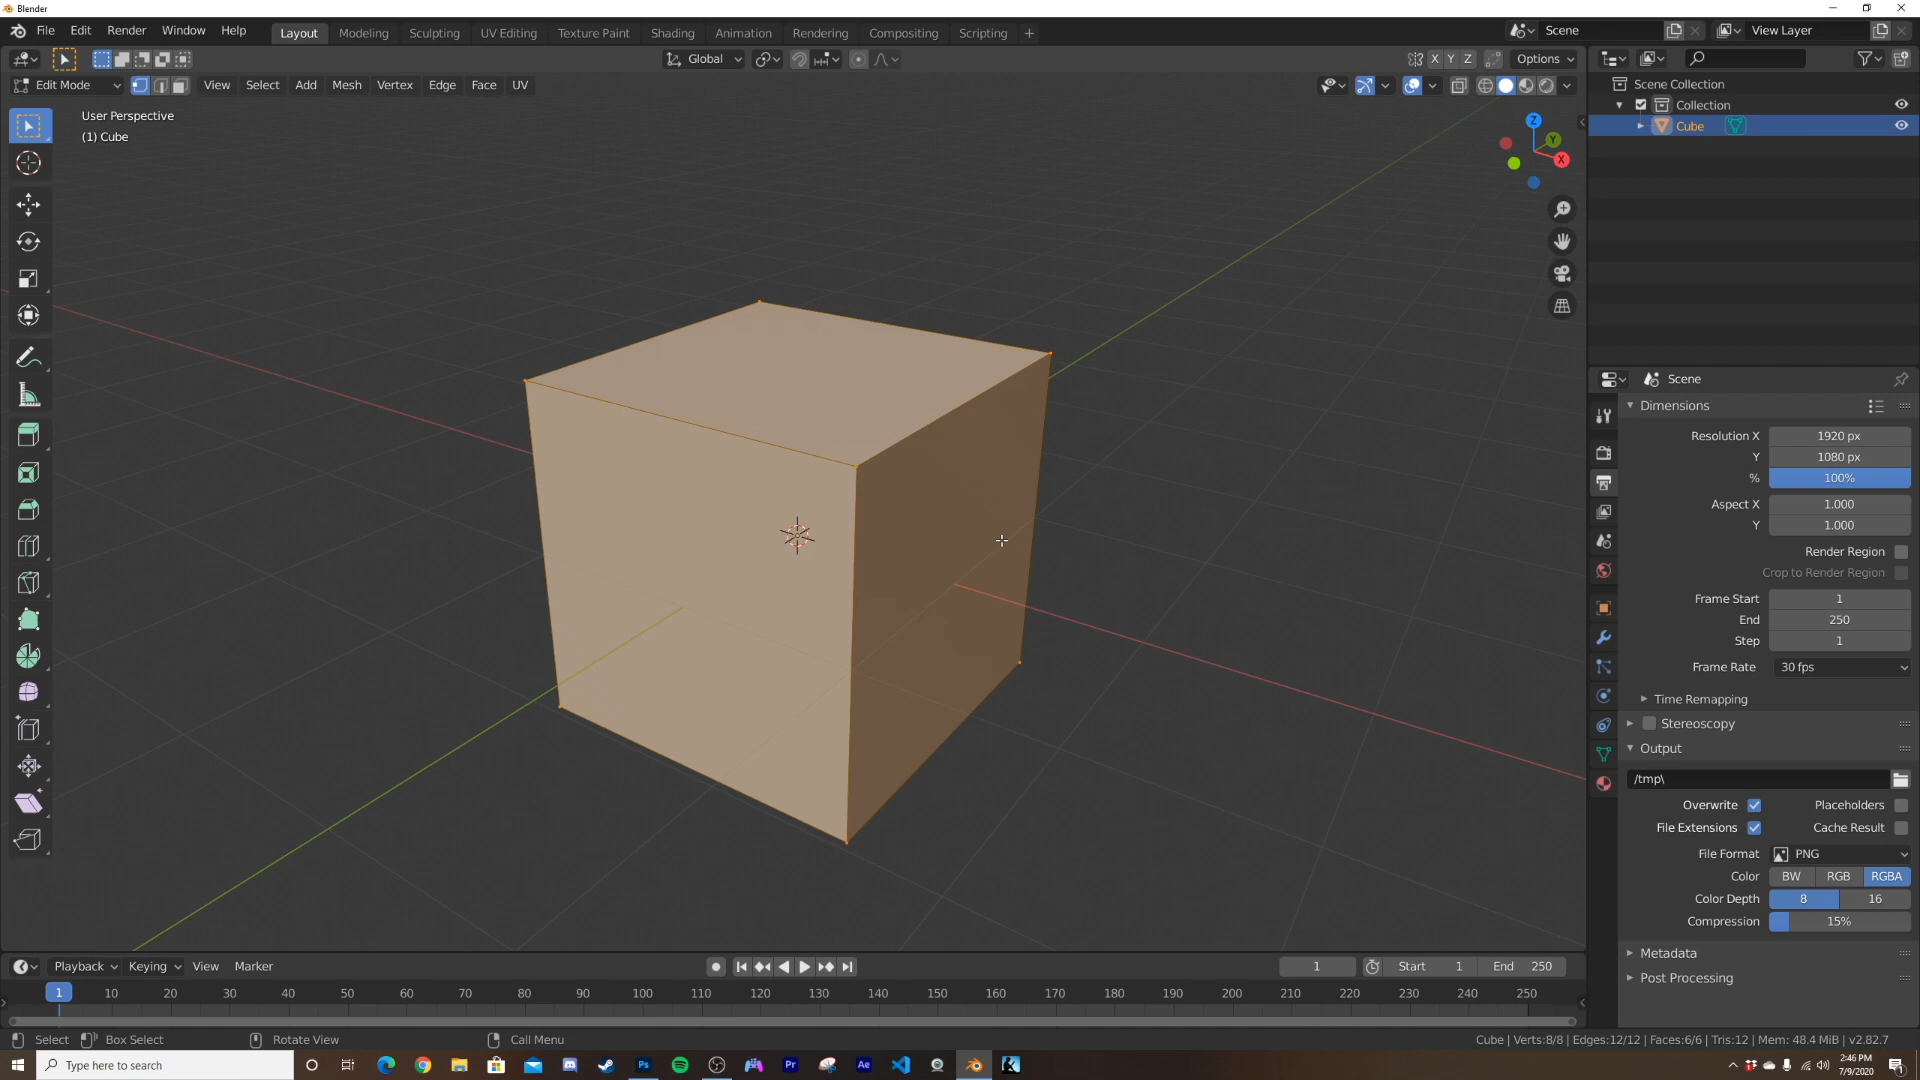 Blender
File Edit Render Window Help Layout Modeling Sculpting UV Editing Texture Paint Shading Animation Rendering Compositing Scripting + Scene View Layer
Global X Y Z Options
Edit Mode View Select Add Mesh Vertex Edge Face UV
User Perspective
(1) Cube
Z
Y
X
Scene Collection
Collection
Cube
Scene
Dimensions
Resolution X 1920 px
Y 1080 px
% 100%
Aspect X 1.000
Y 1.000
Render Region
Crop to Render Region
Frame Start 1
End 250
Step 1
Frame Rate 30 fps
Time Remapping
Stereoscopy
Output
/tmp\
Overwrite Placeholders
File Extensions Cache Result
File Format PNG
Color BW RGB RGBA
Color Depth 8 16
Compression 15%
Metadata
Post Processing
Playback Keying View Marker 1 Start 1 End 250
1 10 20 30 40 50 60 70 80 90 100 110 120 130 140 150 160 170 180 190 200 210 220 230 240 250
Select Box Select Rotate View Call Menu Cube | Verts:8/8 | Edges:12/12 | Faces:6/6 | Tris:12 | Mem: 48.4 MiB | v2.82.7
Type here to search Ps Pr Ae 2:46 PM
7/9/2020